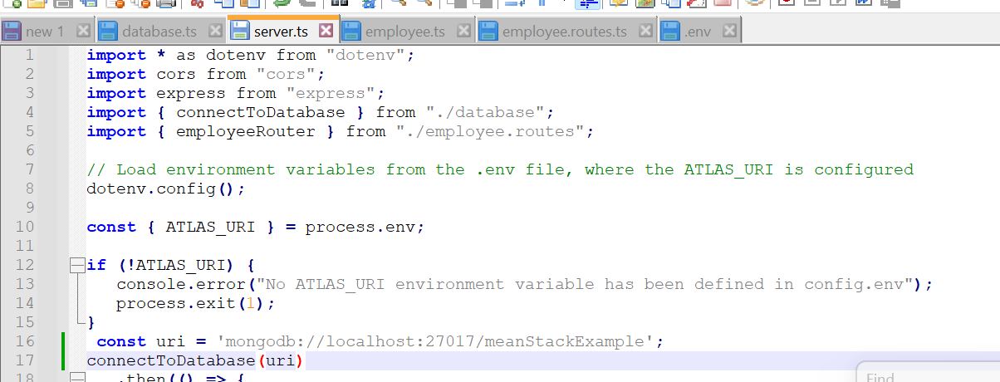 new 1
database.ts
server.ts
employee.ts
employee.routes.ts
.env
1 import * as dotenv from "dotenv";
2 import cors from "cors";
3 import express from "express";
4 import { connectToDatabase } from "./database";
5 import { employeeRouter } from "./employee.routes";
6
7 // Load environment variables from the .env file, where the ATLAS_URI is configured
8 dotenv.config();
9
10 const { ATLAS_URI } = process.env;
11
12 if (!ATLAS_URI) {
13 console.error("No ATLAS_URI environment variable has been defined in config.env");
14 process.exit(1);
15 }
16 const uri = 'mongodb://localhost:27017/meanStackExample';
17 connectToDatabase(uri)
18 .then(() => {
Find